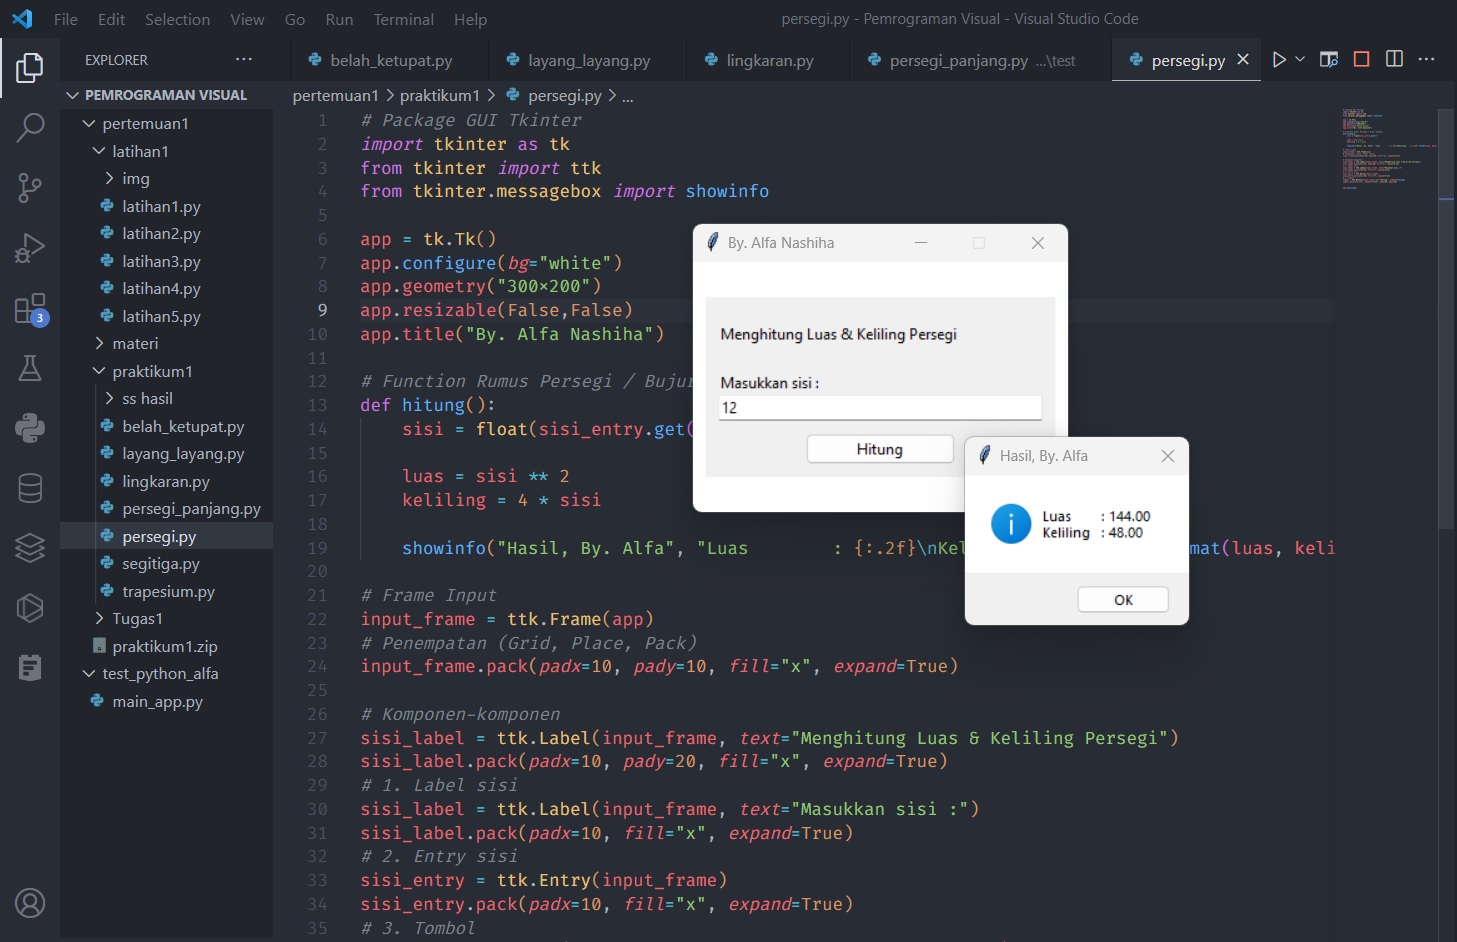 File Edit Selection View Go Run Terminal Help
persegi.py - Pemrograman Visual - Visual Studio Code
EXPLORER
belah_ketupat.py
layang_layang.py
lingkaran.py
persegi_panjang.py ...\test
persegi.py
PEMROGRAMAN VISUAL
pertemuan1
latihan1
img
latihan1.py
latihan2.py
latihan3.py
latihan4.py
latihan5.py
materi
praktikum1
ss hasil
belah_ketupat.py
layang_layang.py
lingkaran.py
persegi_panjang.py
persegi.py
segitiga.py
trapesium.py
Tugas1
praktikum1.zip
test_python_alfa
main_app.py
3
pertemuan1 > praktikum1 > persegi.py > ...
1 # Package GUI Tkinter
2 import tkinter as tk
3 from tkinter import ttk
4 from tkinter.messagebox import showinfo
5
6 app = tk.Tk()
7 app.configure(bg="white")
8 app.geometry("300×200")
9 app.resizable(False,False)
10 app.title("By. Alfa Nashiha")
11
12 # Function Rumus Persegi / Buju
13 def hitung():
14 sisi = float(sisi_entry.get(
15
16 luas = sisi ** 2
17 keliling = 4 * sisi
18
19 showinfo("Hasil, By. Alfa", "Luas : {:.2f}\nKel mat(luas, keli
20
21 # Frame Input
22 input_frame = ttk.Frame(app)
23 # Penempatan (Grid, Place, Pack)
24 input_frame.pack(padx=10, pady=10, fill="x", expand=True)
25
26 # Komponen-komponen
27 sisi_label = ttk.Label(input_frame, text="Menghitung Luas & Keliling Persegi")
28 sisi_label.pack(padx=10, pady=20, fill="x", expand=True)
29 # 1. Label sisi
30 sisi_label = ttk.Label(input_frame, text="Masukkan sisi :")
31 sisi_label.pack(padx=10, fill="x", expand=True)
32 # 2. Entry sisi
33 sisi_entry = ttk.Entry(input_frame)
34 sisi_entry.pack(padx=10, fill="x", expand=True)
35 # 3. Tombol
By. Alfa Nashiha
Menghitung Luas & Keliling Persegi
Masukkan sisi :
12
Hitung
Hasil, By. Alfa
Luas : 144.00
Keliling : 48.00
OK